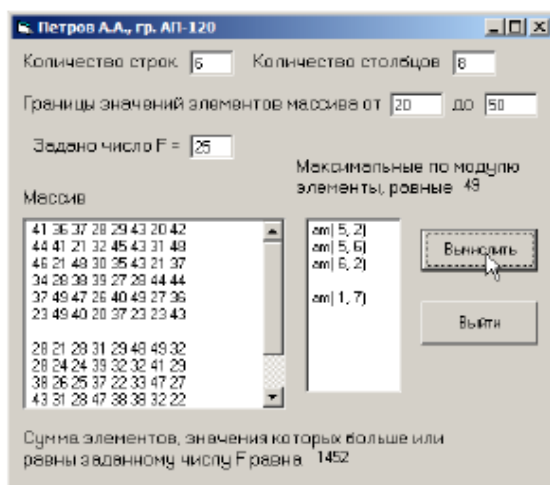 Петров А.А., гр. АП-120
Количество строк 6 Количество столбцов 8
Границы значений элементов массива от 20 до 50
Задано число F = 25
Максимальные по модулю
элементы, равные 49
Массив
41 36 37 28 29 43 20 42
44 41 21 32 45 43 31 48
46 21 48 30 35 43 21 37
34 28 38 39 27 28 44 44
37 49 47 26 40 49 27 36
23 49 40 20 37 23 23 43
28 21 28 31 29 48 49 32
28 24 24 39 32 32 41 29
38 26 25 37 22 33 47 27
43 31 28 47 38 38 32 22
am( 5, 2)
am( 5, 6)
am( 6, 2)
am( 1, 7)
Вычислить
Выйти
Сумма элементов, значения которых больше или
равны заданному числу F равна 1452